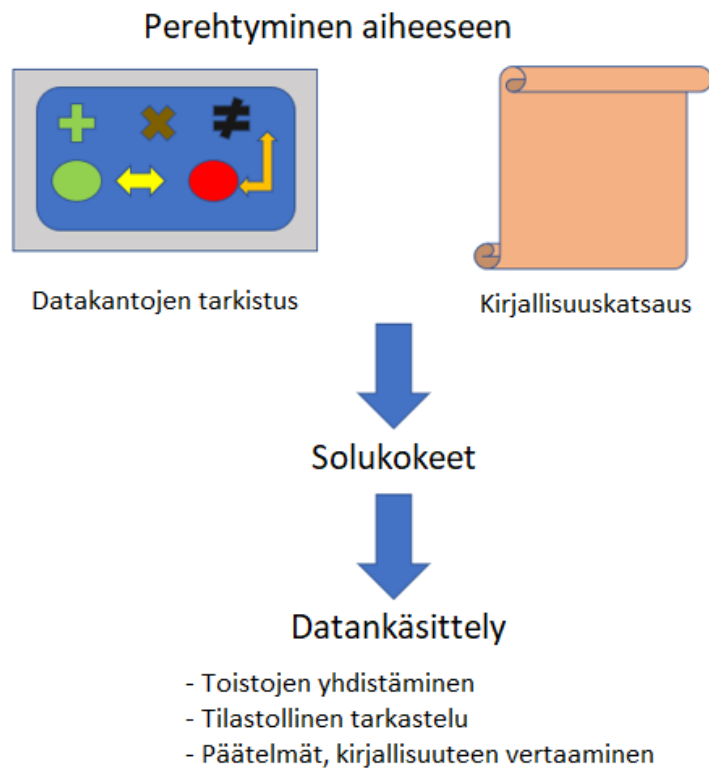 Perehtyminen aiheeseen
Datakantojen tarkistus
Kirjallisuuskatsaus
Solukokeet
Datankäsittely
- Toistojen yhdistäminen
- Tilastollinen tarkastelu
- Päätelmät, kirjallisuuteen vertaaminen